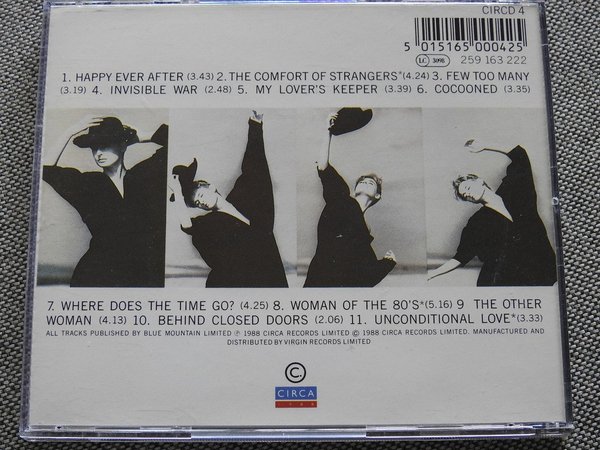 CIRCD 4
5 015165 000425
LC 3098 259 163 222
1. HAPPY EVER AFTER (3.43) 2. THE COMFORT OF STRANGERS*(4.24) 3. FEW TOO MANY
(3.19) 4. INVISIBLE WAR (2.48) 5. MY LOVER'S KEEPER (3.39) 6. COCOONED (3.35)
7. WHERE DOES THE TIME GO? (4.25) 8. WOMAN OF THE 80'S*(5.16) 9 THE OTHER
WOMAN (4.13) 10. BEHIND CLOSED DOORS (2.06) 11. UNCONDITIONAL LOVE*(3.33)
ALL TRACKS PUBLISHED BY BLUE MOUNTAIN LIMITED ℗ 1988 CIRCA RECORDS LIMITED © 1988 CIRCA RECORDS LIMITED. MANUFACTURED AND
DISTRIBUTED BY VIRGIN RECORDS LIMITED
C.
CIRCA